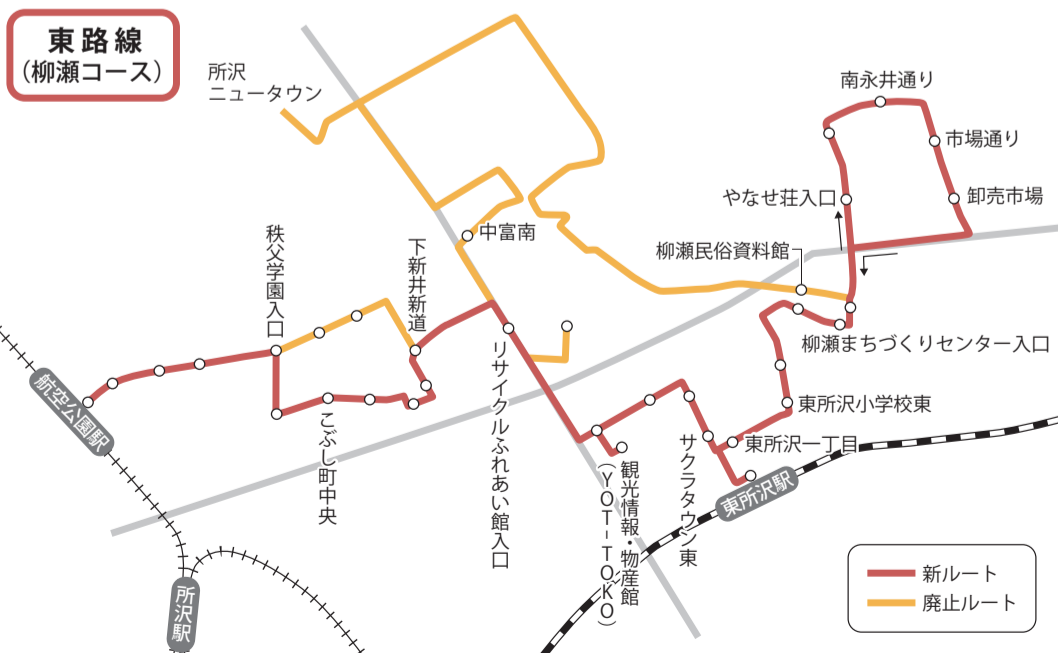 東路線
(柳瀬コース)
所沢
ニュータウン
南永井通り
市場通り
やなせ荘入口
卸売市場
秩父学園入口
下新井新道
中富南
柳瀬民俗資料館
柳瀬まちづくりセンター入口
航空公園駅
こぶし町中央
リサイクルふれあい館入口
東所沢小学校東
東所沢一丁目
サクラタウン東
観光情報・物産館
(YOT-TOKO)
東所沢駅
所沢駅
新ルート
廃止ルート